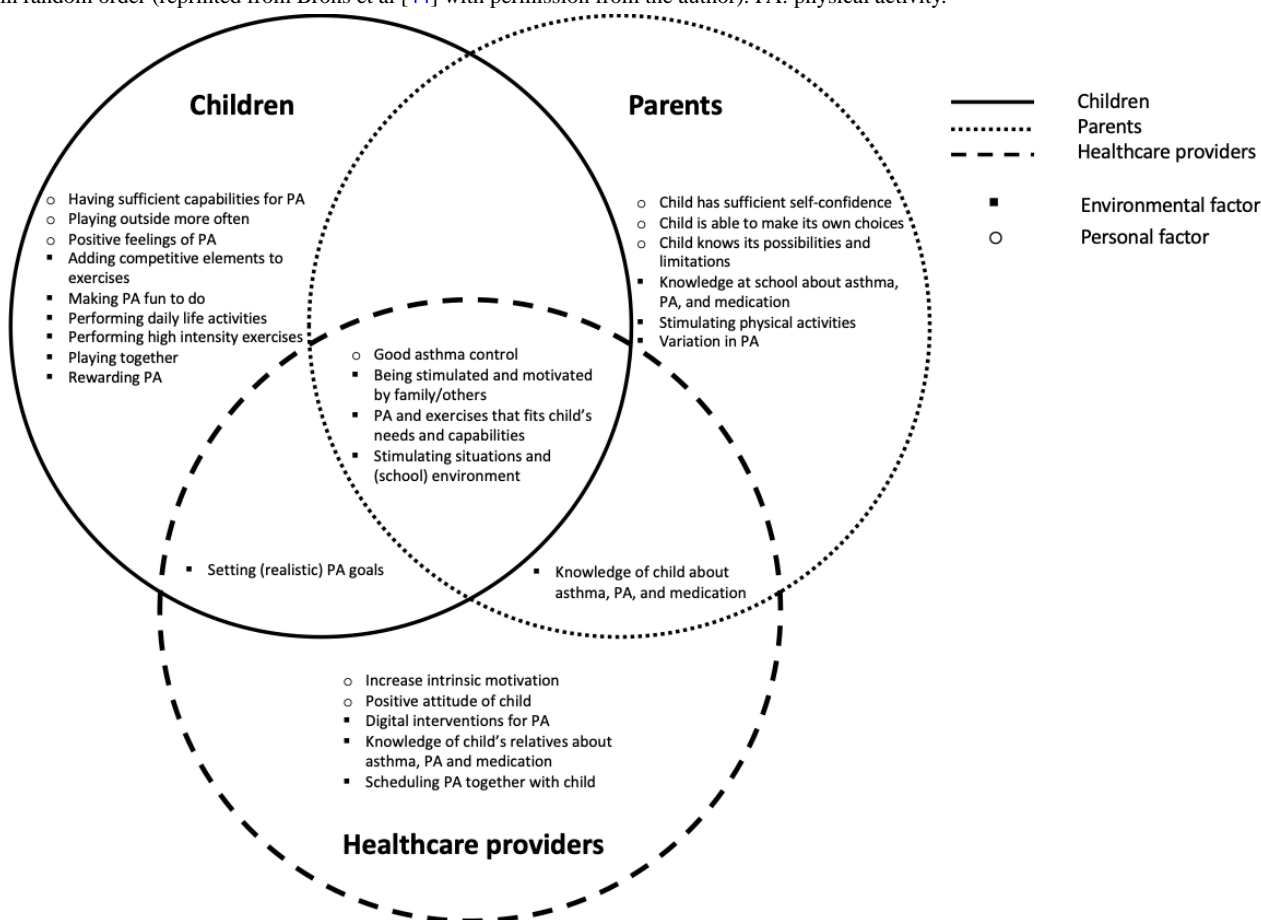 in random order (reprinted from Brons et al [44] with permission from the author). PA: physical activity.
Children
Having sufficient capabilities for PA
Playing outside more often
Positive feelings of PA
Adding competitive elements to
exercises
Making PA fun to do
Performing daily life activities
Performing high intensity exercises
Playing together
Rewarding PA
Parents
Child has sufficient self-confidence
Child is able to make its own choices
Child knows its possibilities and
limitations
Knowledge at school about asthma,
PA, and medication
Stimulating physical activities
Variation in PA
Good asthma control
Being stimulated and motivated
by family/others
PA and exercises that fits child's
needs and capabilities
Stimulating situations and
(school) environment
Setting (realistic) PA goals
Knowledge of child about
asthma, PA, and medication
Increase intrinsic motivation
Positive attitude of child
Digital interventions for PA
Knowledge of child's relatives about
asthma, PA and medication
Scheduling PA together with child
Healthcare providers
Children
Parents
Healthcare providers
Environmental factor
Personal factor